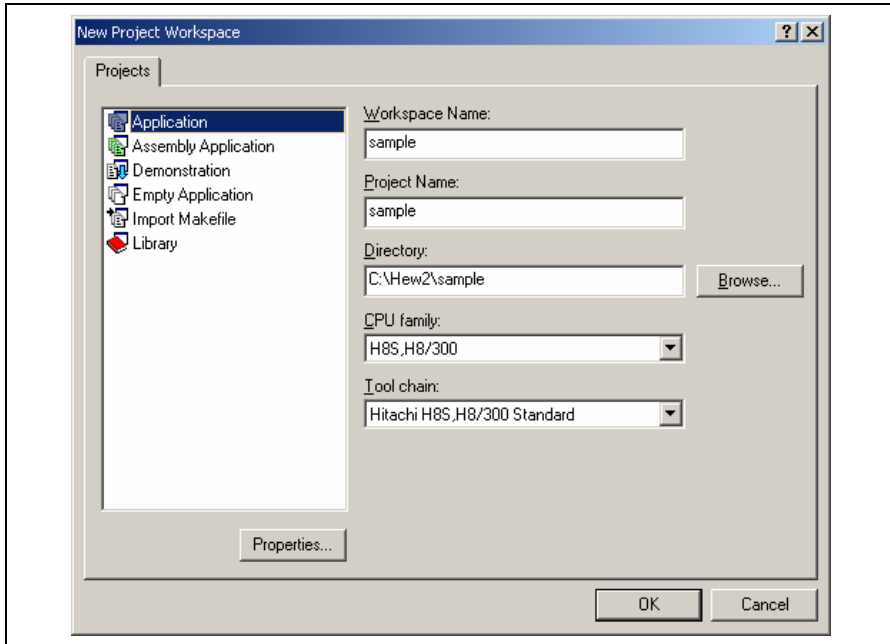 New Project Workspace
Projects
Application
Assembly Application
Demonstration
Empty Application
Import Makefile
Library
Properties...
Workspace Name:
sample
Project Name:
sample
Directory:
C:\Hew2\sample
Browse...
CPU family:
H8S,H8/300
Tool chain:
Hitachi H8S,H8/300 Standard
OK
Cancel